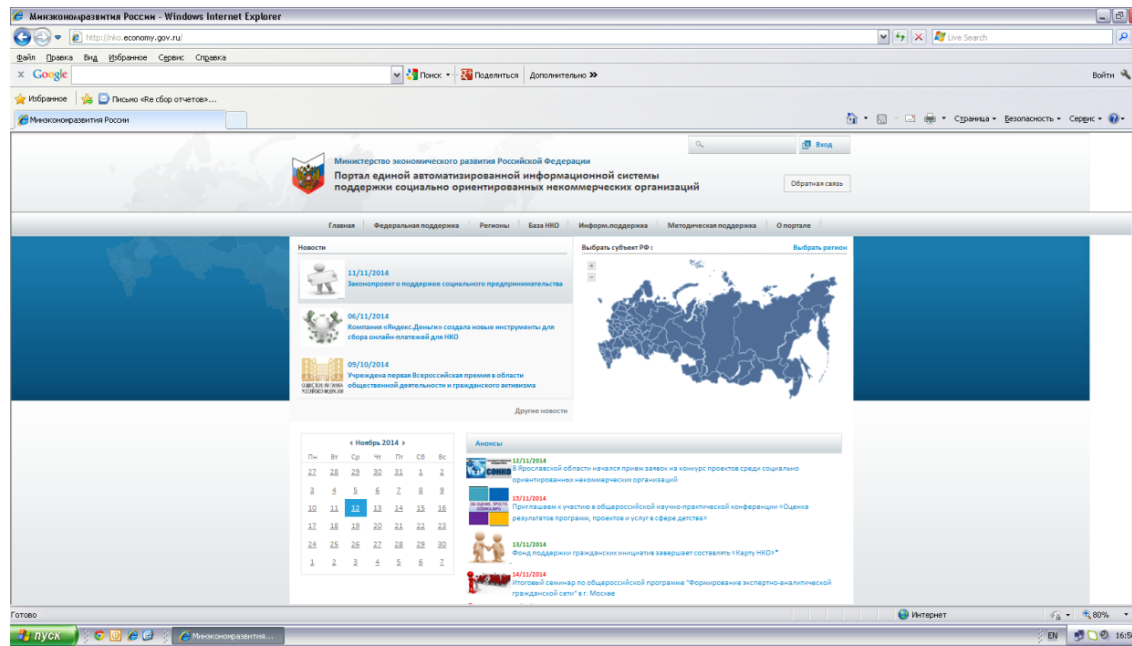 Минэкономразвития России - Windows Internet Explorer
http://nko.economy.gov.ru/
Live Search
Файл Правка Вид Избранное Сервис Справка
x Google Поиск Поделиться Дополнительно »
Войти
Избранное Письмо «Re сбор отчетов»...
Минэкономразвития России
Страница Безопасность Сервис
Вход
Министерство экономического развития Российской Федерации
Портал единой автоматизированной информационной системы
поддержки социально ориентированных некоммерческих организаций
Обратная связь
Главная Федеральная поддержка Регионы База НКО Информ.поддержка Методическая поддержка О портале
Новости
11/11/2014
Законопроект о поддержке социального предпринимательства
06/11/2014
Компания «Яндекс.Деньги» создала новые инструменты для
сбора онлайн-платежей для НКО
09/10/2014
Учреждена первая Всероссийская премия в области
общественной деятельности и гражданского активизма
Другие новости
Выбрать субъект РФ :
Выбрать регион
+
-
‹ Ноябрь 2014 ›
Пн Вт Ср Чт Пт Сб Вс
27 28 29 30 31 1 2
3 4 5 6 7 8 9
10 11 12 13 14 15 16
17 18 19 20 21 22 23
24 25 26 27 28 29 30
1 2 3 4 5 6 7
Анонсы
СОНКО
12/11/2014
В Ярославской области начался прием заявок на конкурс проектов среди социально
ориентированных некоммерческих организаций
15/11/2014
Приглашаем к участию в общероссийской научно-практической конференции «Оценка
результатов программ, проектов и услуг в сфере детства»
13/11/2014
Фонд поддержки гражданских инициатив завершает составлять «Карту НКО»"
14/11/2014
Итоговый семинар по общероссийской программе "Формирование экспертно-аналитической
гражданской сети" в г. Москве
Готово
Интернет
80%
пуск
Минэкономразвития...
EN